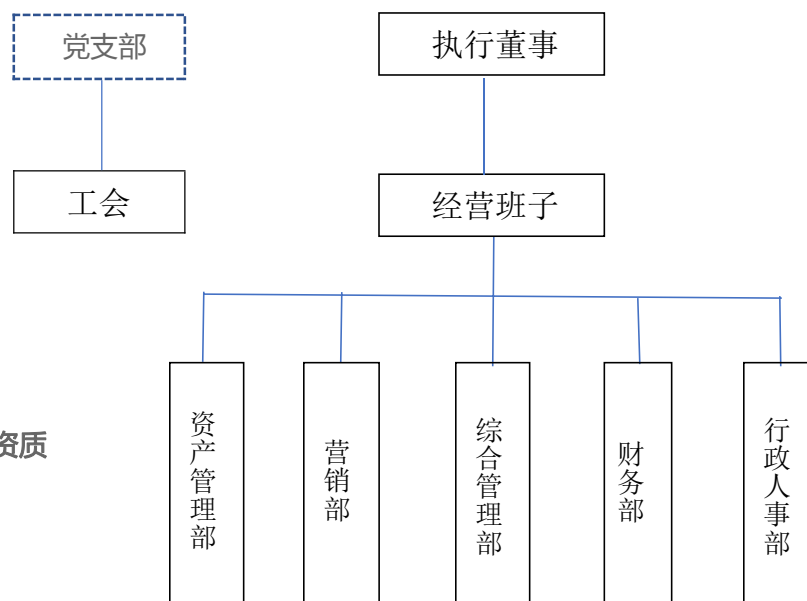 党支部
执行董事
工会
经营班子
资产管理部
营销部
综合管理部
财务部
行政人事部
资质